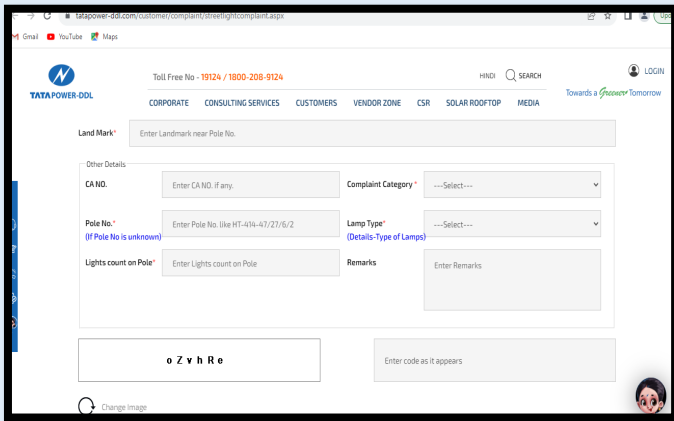 tatapower-ddl.com/customer/complaint/streetlightcomplaint.aspx
Gmail YouTube Maps
Toll Free No - 19124 / 1800-208-9124
HINDI SEARCH
LOGIN
TATA POWER-DDL
Towards a Greener Tomorrow
CORPORATE CONSULTING SERVICES CUSTOMERS VENDOR ZONE CSR SOLAR ROOFTOP MEDIA
Land Mark* Enter Landmark near Pole No.
Other Details
CA NO. Enter CA NO. if any. Complaint Category * ---Select---
Pole No.* Enter Pole No. like HT-414-47/27/6/2 Lamp Type* ---Select---
(If Pole No is unknown) (Details-Type of Lamps)
Lights count on Pole* Enter Lights count on Pole Remarks Enter Remarks
o Z v h R e Enter code as it appears
Change Image